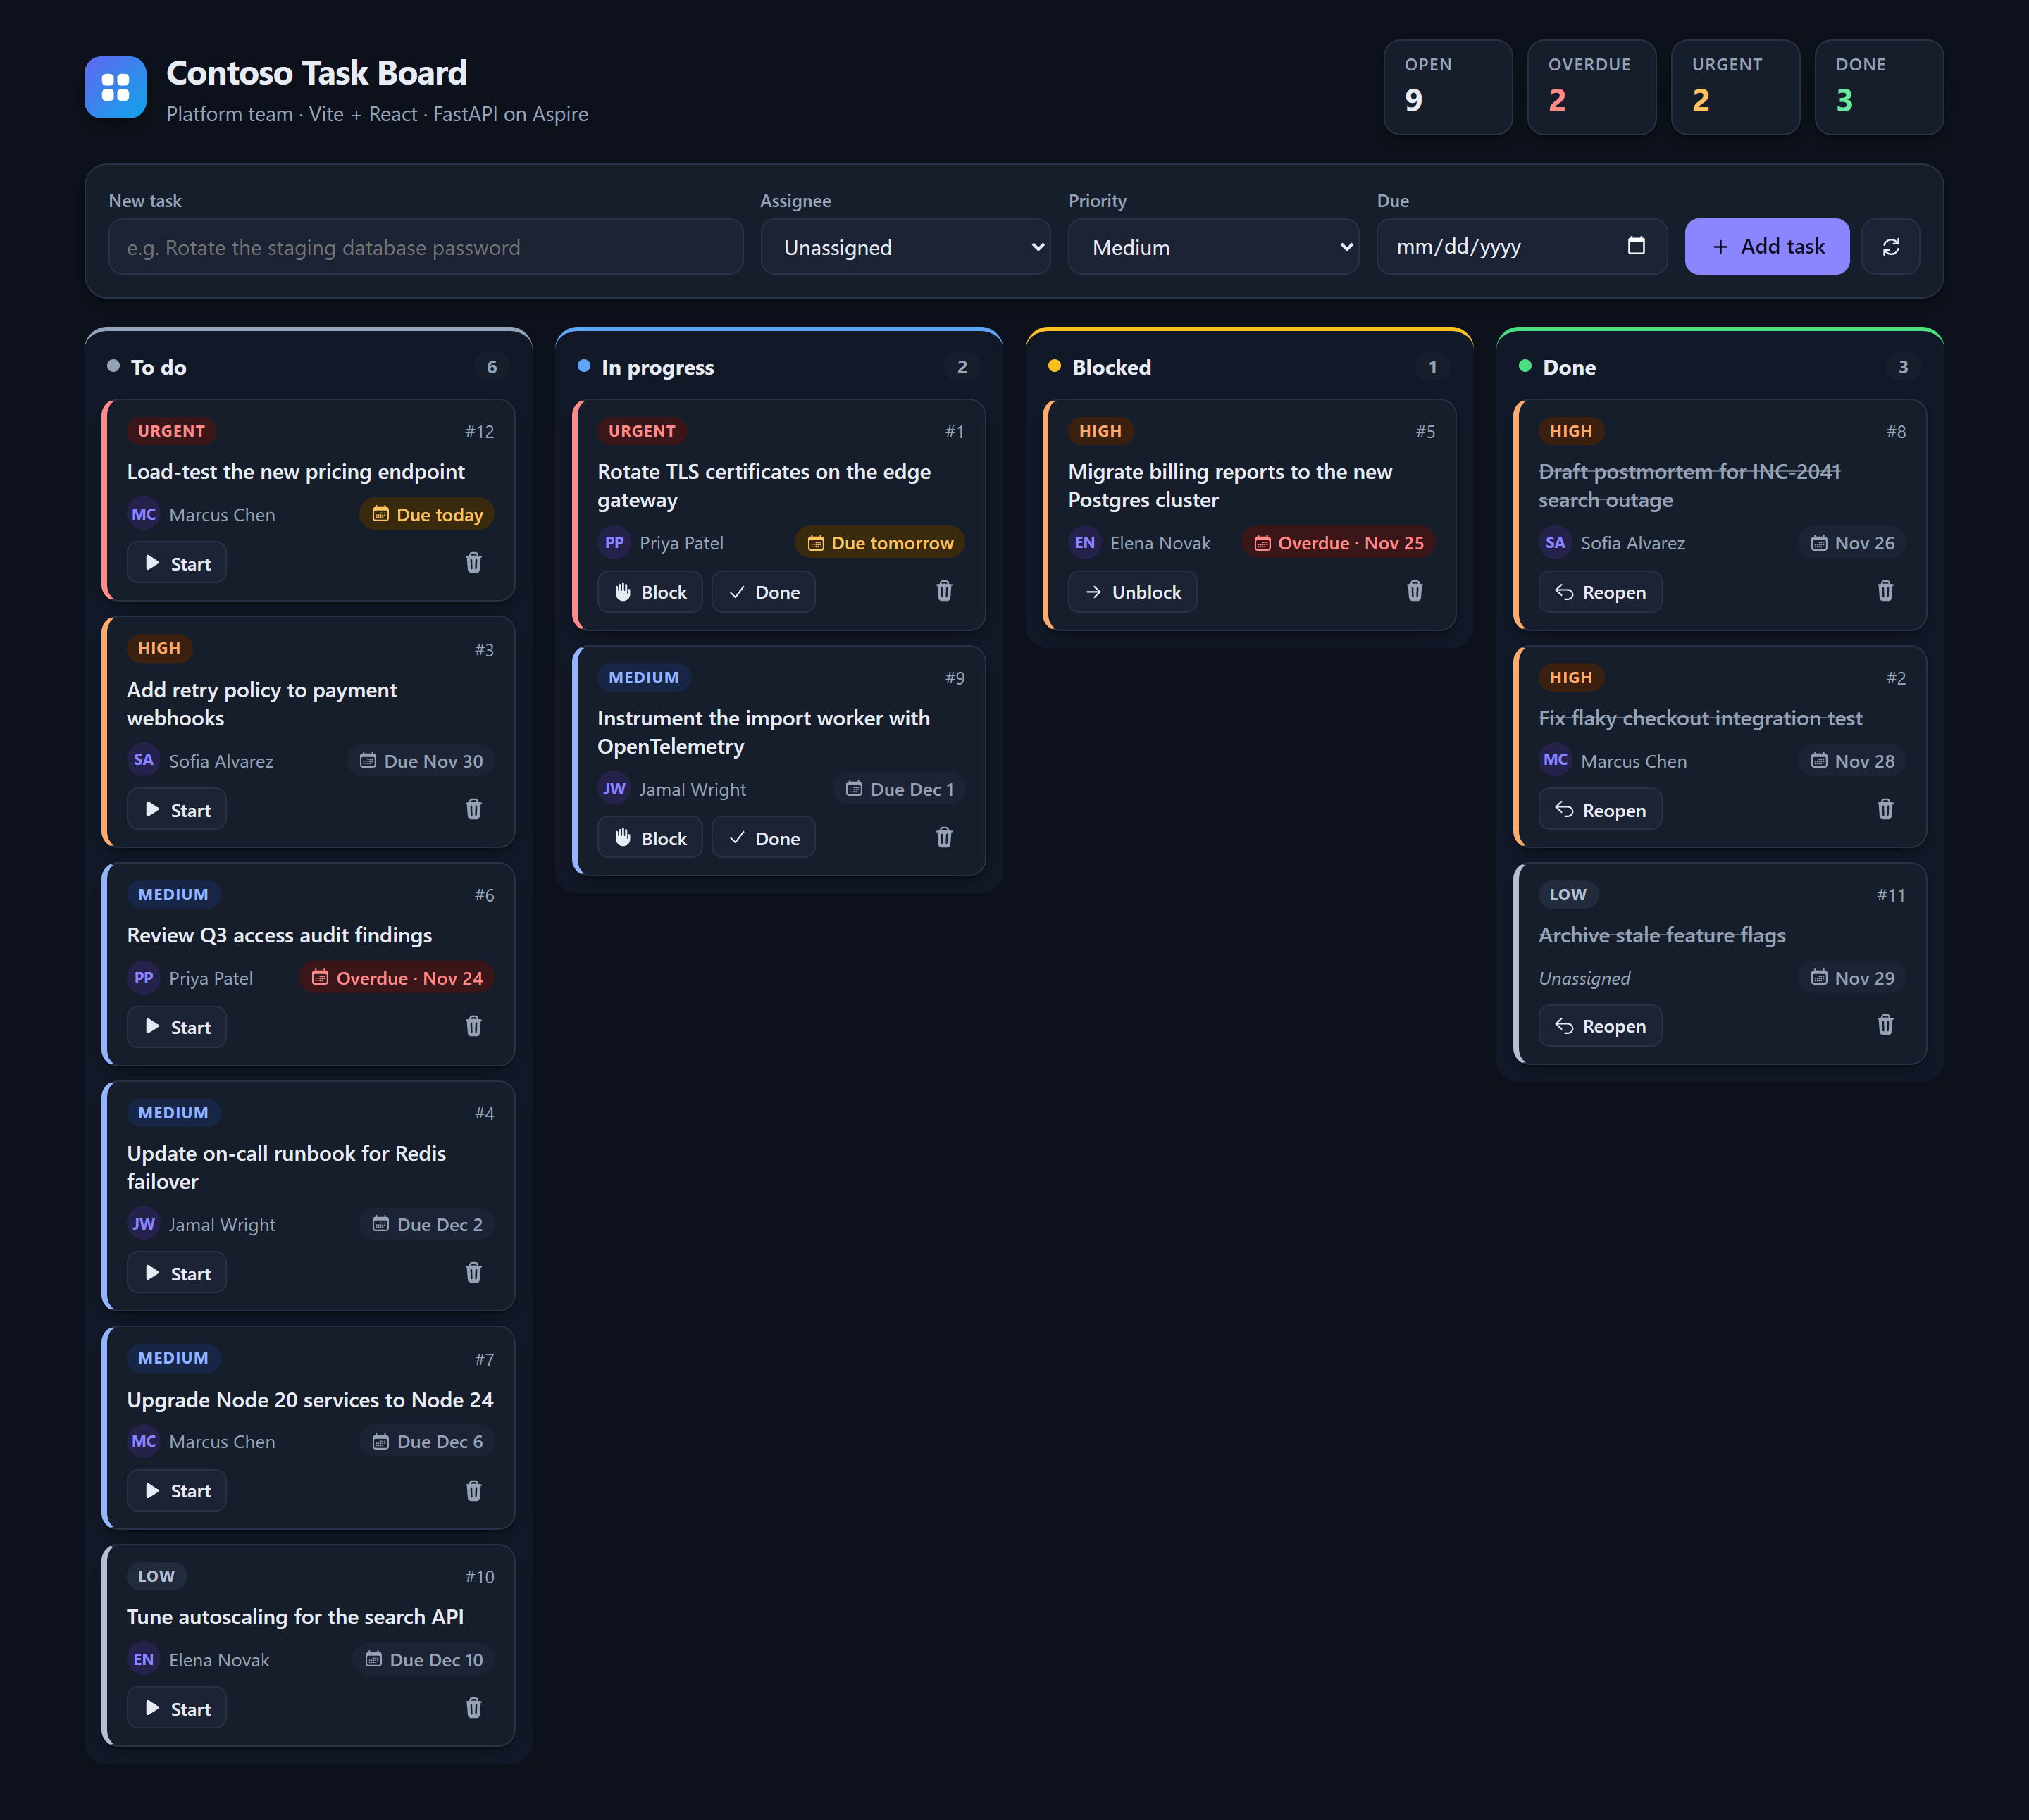 Contoso Task Board
Platform team · Vite + React · FastAPI on Aspire
OPEN
9
OVERDUE
2
URGENT
2
DONE
3
New task
e.g. Rotate the staging database password
Assignee
Unassigned
Priority
Medium
Due
mm/dd/yyyy
+ Add task
To do
6
URGENT
#12
Load-test the new pricing endpoint
MC Marcus Chen
Due today
Start
HIGH
#3
Add retry policy to payment
webhooks
SA Sofia Alvarez
Due Nov 30
Start
MEDIUM
#6
Review Q3 access audit findings
PP Priya Patel
Overdue · Nov 24
Start
MEDIUM
#4
Update on-call runbook for Redis
failover
JW Jamal Wright
Due Dec 2
Start
MEDIUM
#7
Upgrade Node 20 services to Node 24
MC Marcus Chen
Due Dec 6
Start
LOW
#10
Tune autoscaling for the search API
EN Elena Novak
Due Dec 10
Start
In progress
2
URGENT
#1
Rotate TLS certificates on the edge
gateway
PP Priya Patel
Due tomorrow
Block
Done
MEDIUM
#9
Instrument the import worker with
OpenTelemetry
JW Jamal Wright
Due Dec 1
Block
Done
Blocked
1
HIGH
#5
Migrate billing reports to the new
Postgres cluster
EN Elena Novak
Overdue · Nov 25
Unblock
Done
3
HIGH
#8
Draft postmortem for INC-2041
search outage
SA Sofia Alvarez
Nov 26
Reopen
HIGH
#2
Fix flaky checkout integration test
MC Marcus Chen
Nov 28
Reopen
LOW
#11
Archive stale feature flags
Unassigned
Nov 29
Reopen